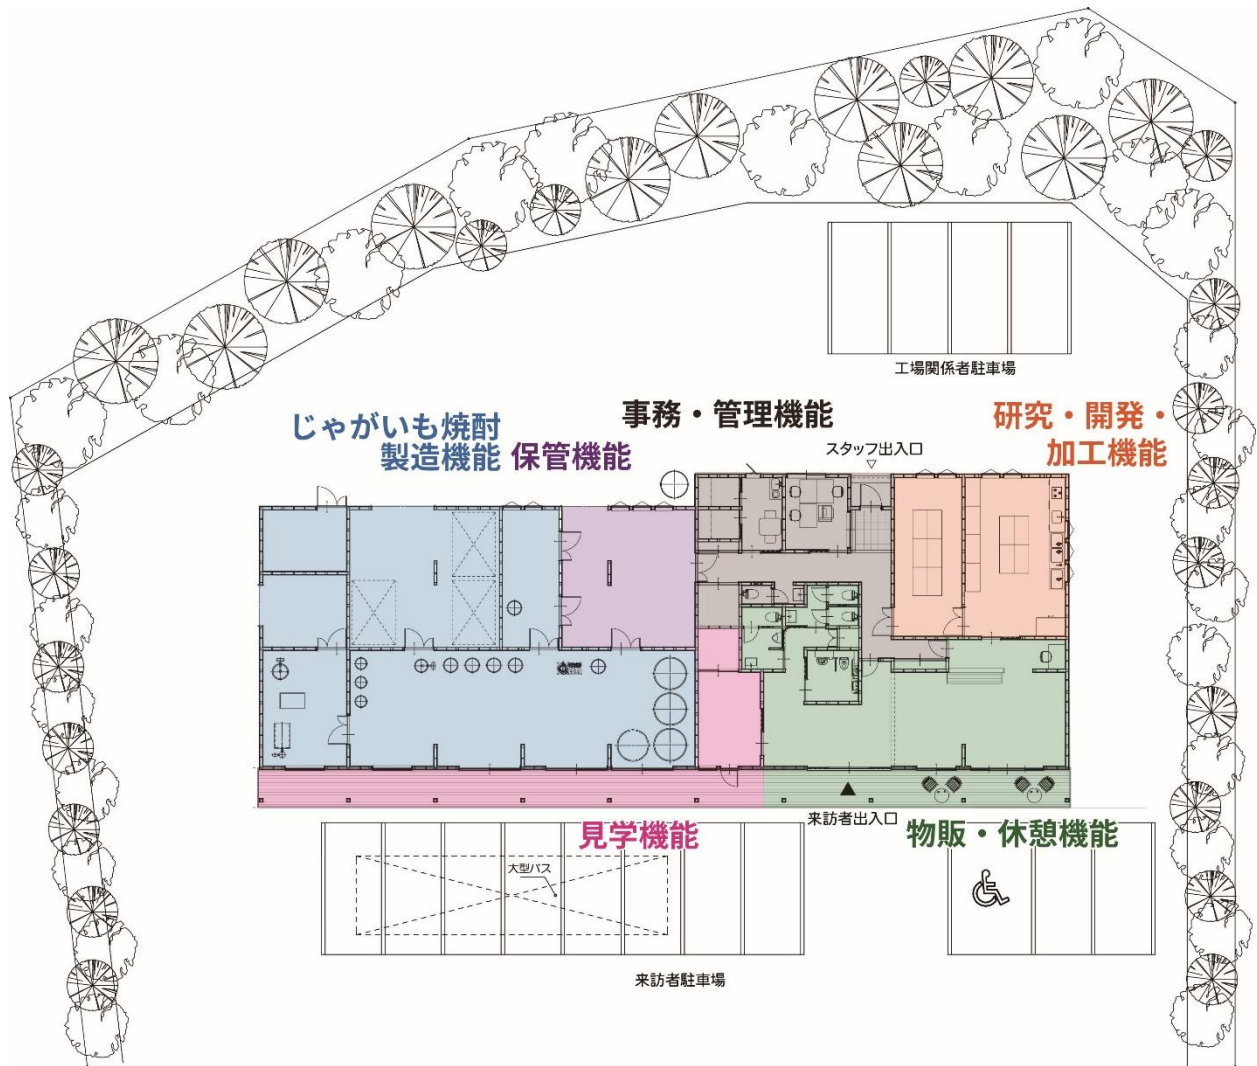 工場関係者駐車場
事務・管理機能
研究・開発・
加工機能
じゃがいも焼酎
製造機能
保管機能
スタッフ出入口
見学機能
来訪者出入口
物販・休憩機能
大型バス
来訪者駐車場